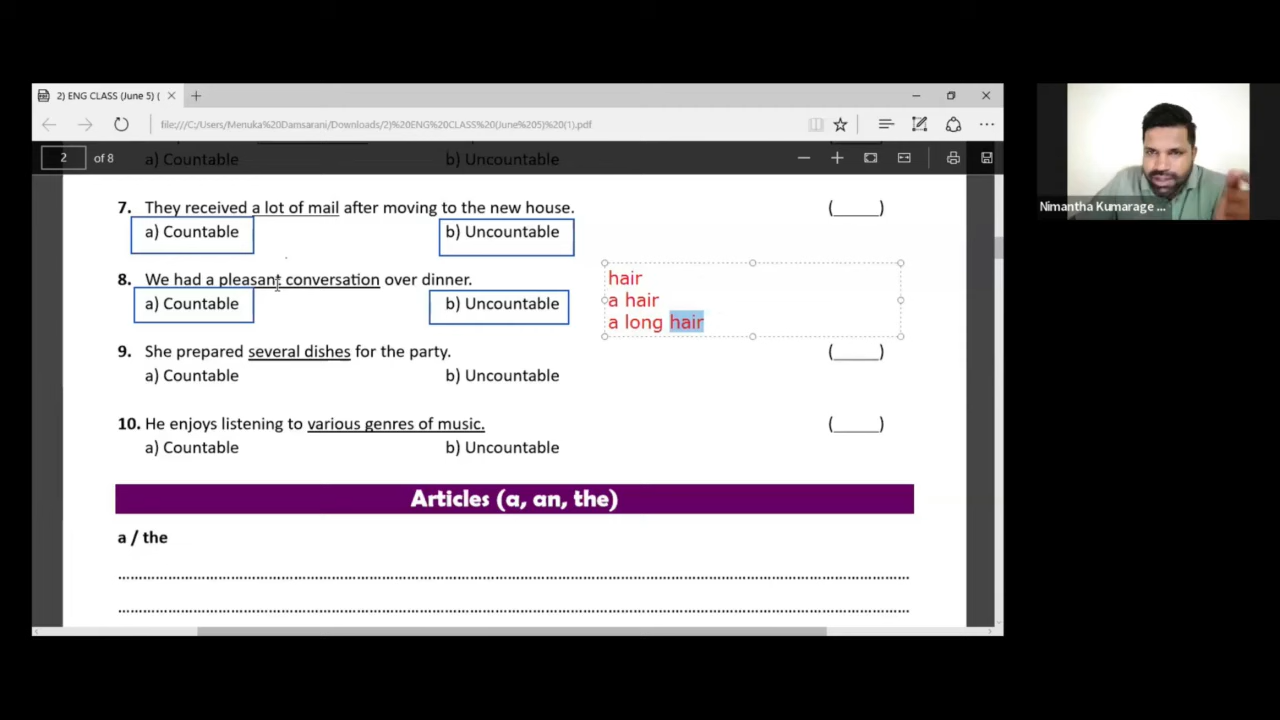 2) ENG CLASS (June 5) (
file:///C:/Users/Menuka%20Damsarani/Downloads/2)%20ENG%20CLASS%20(June%205)%20(1).pdf
2 of 8
a) Countable b) Uncountable
7. They received a lot of mail after moving to the new house. (_____)
a) Countable b) Uncountable
8. We had a pleasant conversation over dinner.
a) Countable b) Uncountable
hair
a hair
a long hair
9. She prepared several dishes for the party. (_____)
a) Countable b) Uncountable
10. He enjoys listening to various genres of music. (_____)
a) Countable b) Uncountable
Articles (a, an, the)
a / the
Nimantha Kumarage ...